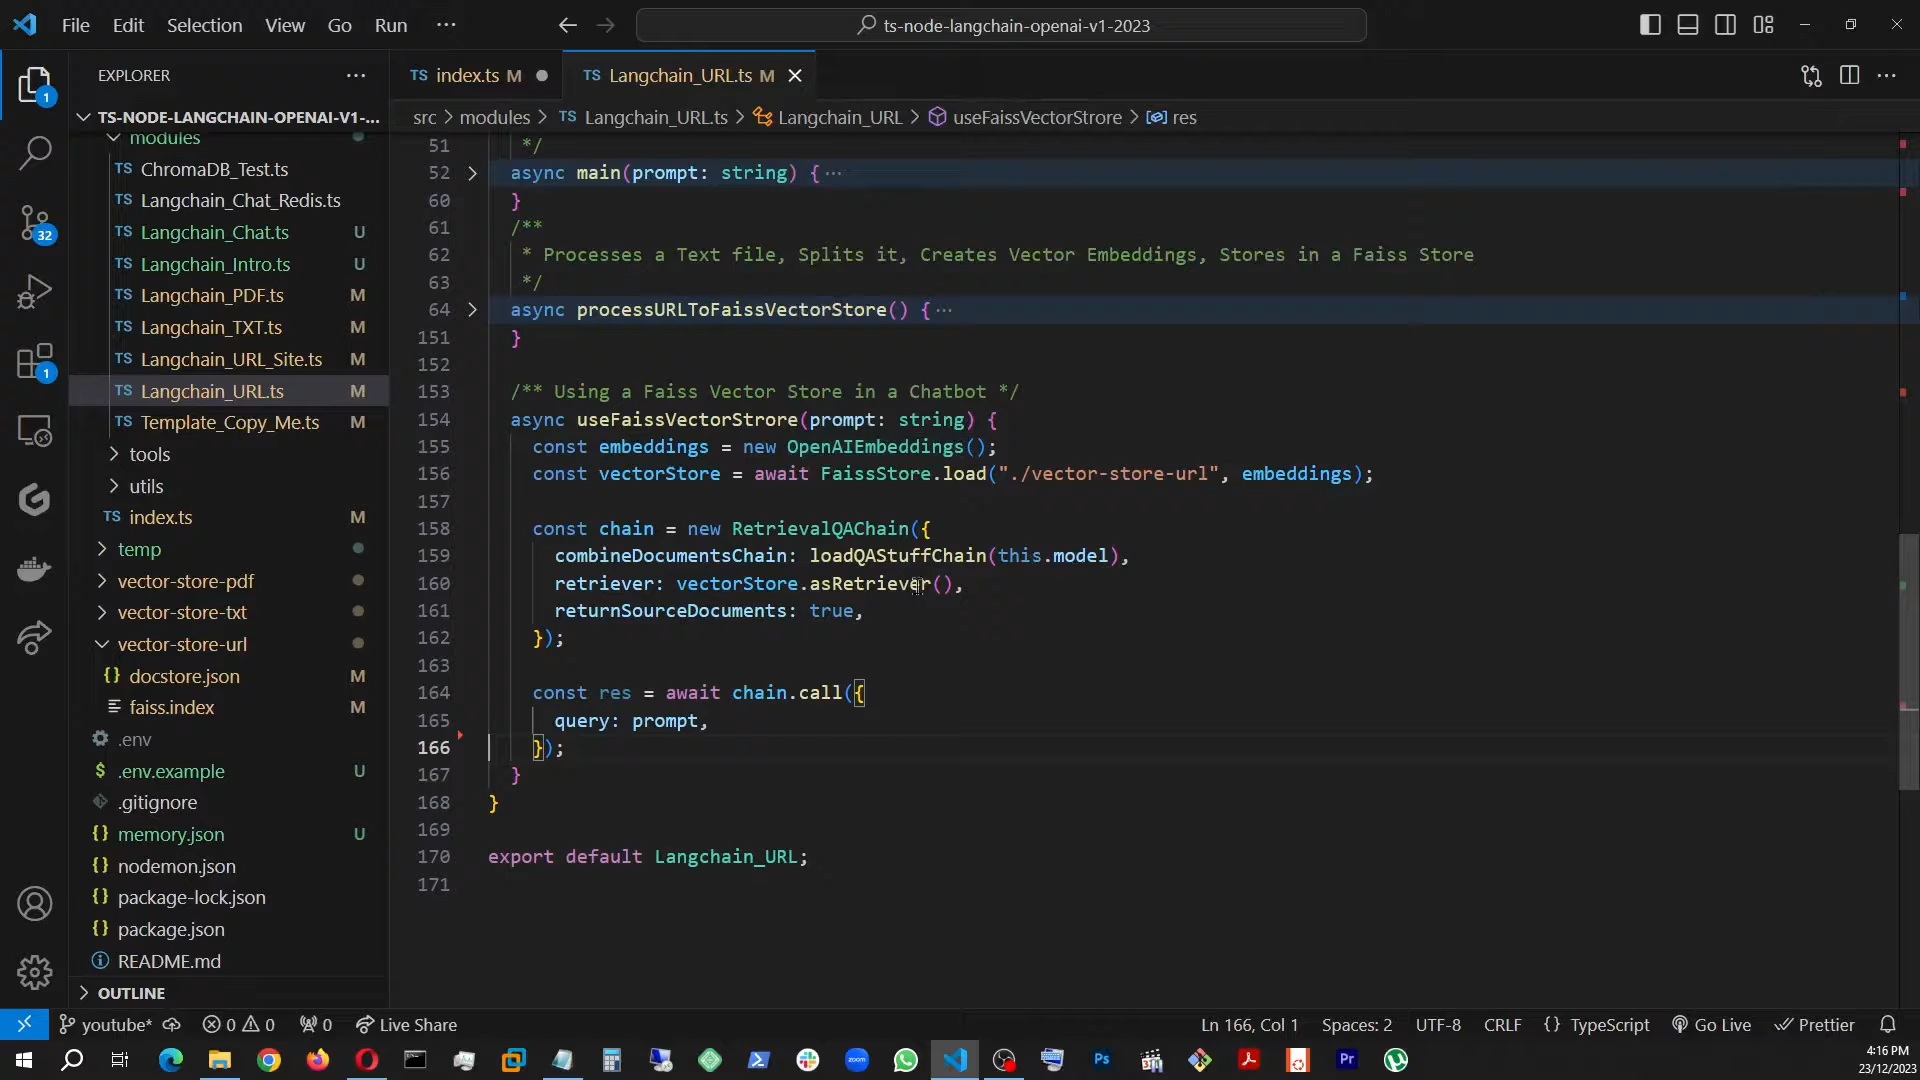 File Edit Selection View Go Run ···
ts-node-langchain-openai-v1-2023
EXPLORER ···
TS-NODE-LANGCHAIN-OPENAI-V1-...
modules
TS ChromaDB_Test.ts
TS Langchain_Chat_Redis.ts
TS Langchain_Chat.ts U
TS Langchain_Intro.ts U
TS Langchain_PDF.ts M
TS Langchain_TXT.ts M
TS Langchain_URL_Site.ts M
TS Langchain_URL.ts M
TS Template_Copy_Me.ts M
tools
utils
TS index.ts M
temp
vector-store-pdf
vector-store-txt
vector-store-url
{} docstore.json M
faiss.index M
.env
$ .env.example U
.gitignore
{} memory.json U
{} nodemon.json
{} package-lock.json
{} package.json
README.md
OUTLINE
1
32
1
TS index.ts M
TS Langchain_URL.ts M
src > modules > TS Langchain_URL.ts > Langchain_URL > useFaissVectorStrore > res
51 */
52 async main(prompt: string) {···
60 }
61 /**
62 * Processes a Text file, Splits it, Creates Vector Embeddings, Stores in a Faiss Store
63 */
64 async processURLToFaissVectorStore() {···
151 }
152
153 /** Using a Faiss Vector Store in a Chatbot */
154 async useFaissVectorStrore(prompt: string) {
155 const embeddings = new OpenAIEmbeddings();
156 const vectorStore = await FaissStore.load("./vector-store-url", embeddings);
157
158 const chain = new RetrievalQAChain({
159 combineDocumentsChain: loadQAStuffChain(this.model),
160 retriever: vectorStore.asRetriever(),
161 returnSourceDocuments: true,
162 });
163
164 const res = await chain.call({
165 query: prompt,
166 });
167 }
168 }
169
170 export default Langchain_URL;
171
youtube* 0 0 0 Live Share
Ln 166, Col 1 Spaces: 2 UTF-8 CRLF {} TypeScript Go Live Prettier
zoom Ps Pr
4:16 PM
23/12/2023